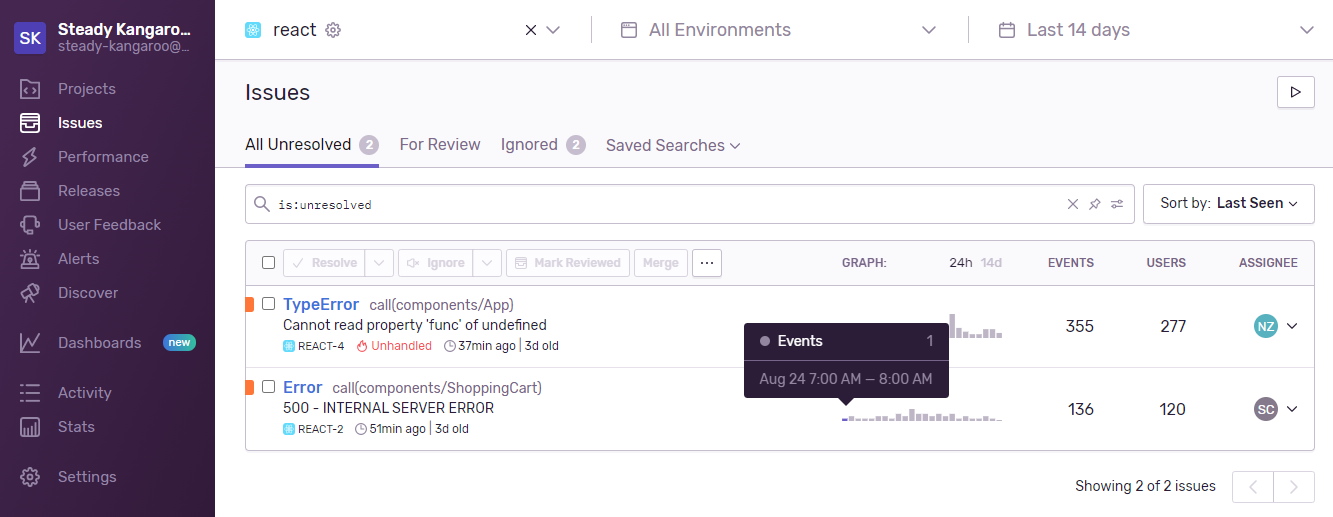 SK
Steady Kangaro...
steady-kangaroo@...
Projects
Issues
Performance
Releases
User Feedback
Alerts
Discover
Dashboards new
Activity
Stats
Settings
react
All Environments
Last 14 days
Issues
All Unresolved 2
For Review
Ignored 2
Saved Searches
is:unresolved
Sort by: Last Seen
Resolve
Ignore
Mark Reviewed
Merge
...
GRAPH:
24h 14d
EVENTS
USERS
ASSIGNEE
TypeError call(components/App)
Cannot read property 'func' of undefined
REACT-4 Unhandled 37min ago | 3d old
355
277
NZ
Events 1
Aug 24 7:00 AM — 8:00 AM
Error call(components/ShoppingCart)
500 - INTERNAL SERVER ERROR
REACT-2 51min ago | 3d old
136
120
SC
Showing 2 of 2 issues